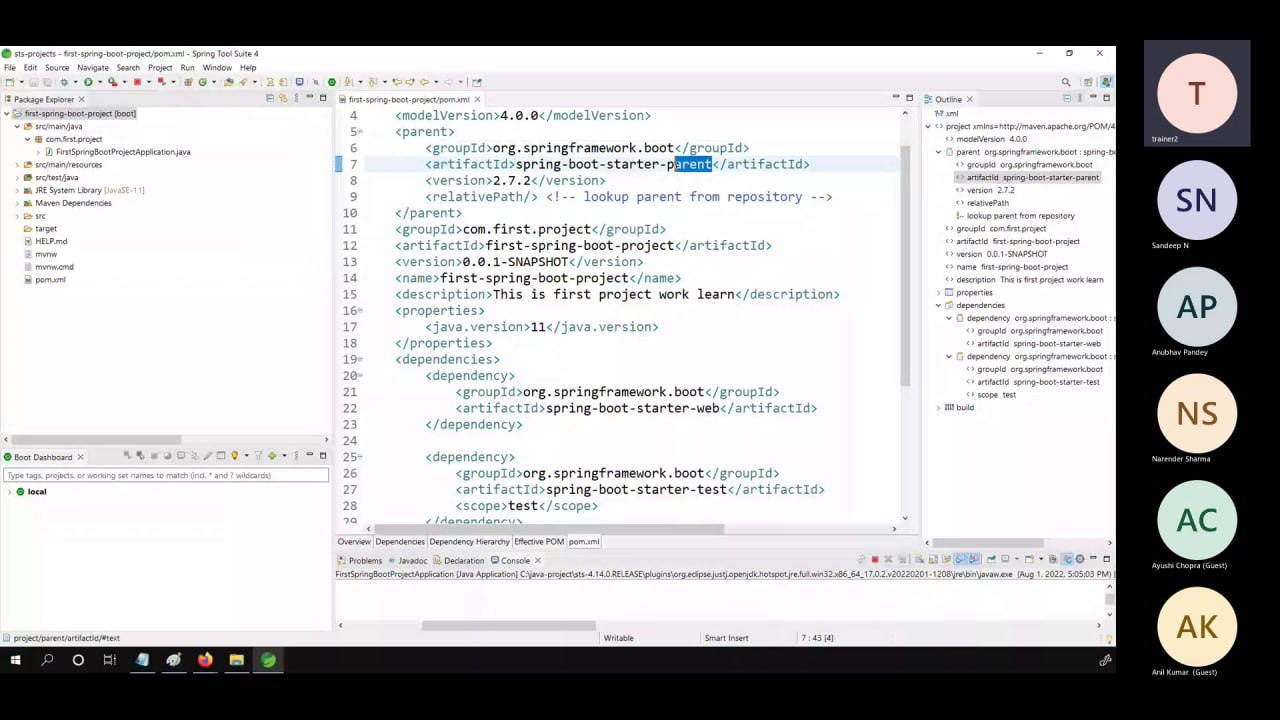 sts-projects - first-spring-boot-project/pom.xml - Spring Tool Suite 4
File Edit Source Navigate Search Project Run Window Help
Package Explorer
first-spring-boot-project [boot]
src/main/java
com.first.project
FirstSpringBootProjectApplication.java
src/main/resources
src/test/java
JRE System Library [JavaSE-11]
Maven Dependencies
src
target
HELP.md
mvnw
mvnw.cmd
pom.xml
Boot Dashboard
Type tags, projects, or working set names to match (incl. * and ? wildcards)
local
first-spring-boot-project/pom.xml
4 <modelVersion>4.0.0</modelVersion>
5 <parent>
6 <groupId>org.springframework.boot</groupId>
7 <artifactId>spring-boot-starter-parent</artifactId>
8 <version>2.7.2</version>
9 <relativePath/> <!-- lookup parent from repository -->
10 </parent>
11 <groupId>com.first.project</groupId>
12 <artifactId>first-spring-boot-project</artifactId>
13 <version>0.0.1-SNAPSHOT</version>
14 <name>first-spring-boot-project</name>
15 <description>This is first project work learn</description>
16 <properties>
17 <java.version>11</java.version>
18 </properties>
19 <dependencies>
20 <dependency>
21 <groupId>org.springframework.boot</groupId>
22 <artifactId>spring-boot-starter-web</artifactId>
23 </dependency>
24
25 <dependency>
26 <groupId>org.springframework.boot</groupId>
27 <artifactId>spring-boot-starter-test</artifactId>
28 <scope>test</scope>
29 </dependency>
Overview Dependencies Dependency Hierarchy Effective POM pom.xml
Problems Javadoc Declaration Console
FirstSpringBootProjectApplication [Java Application] C:\java-project\sts-4.14.0.RELEASE\plugins\org.eclipse.justj.openjdk.hotspot.jre.full.win32.x86_64_17.0.2.v20220201-1208\jre\bin\javaw.exe (Aug 1, 2022, 5:05:03 PM)
Outline
xml
project xmlns=http://maven.apache.org/POM/4
modelVersion 4.0.0
parent org.springframework.boot : spring-b
groupId org.springframework.boot
artifactId spring-boot-starter-parent
version 2.7.2
relativePath
lookup parent from repository
groupId com.first.project
artifactId first-spring-boot-project
version 0.0.1-SNAPSHOT
name first-spring-boot-project
description This is first project work learn
properties
dependencies
dependency org.springframework.boot : s
groupId org.springframework.boot
artifactId spring-boot-starter-web
dependency org.springframework.boot : s
groupId org.springframework.boot
artifactId spring-boot-starter-test
scope test
build
project/parent/artifactId/#text Writable Smart Insert 7 : 43 [4]
T
trainer2
SN
Sandeep N
AP
Anubhav Pandey
NS
Narender Sharma
AC
Ayushi Chopra (Guest)
AK
Anil Kumar (Guest)